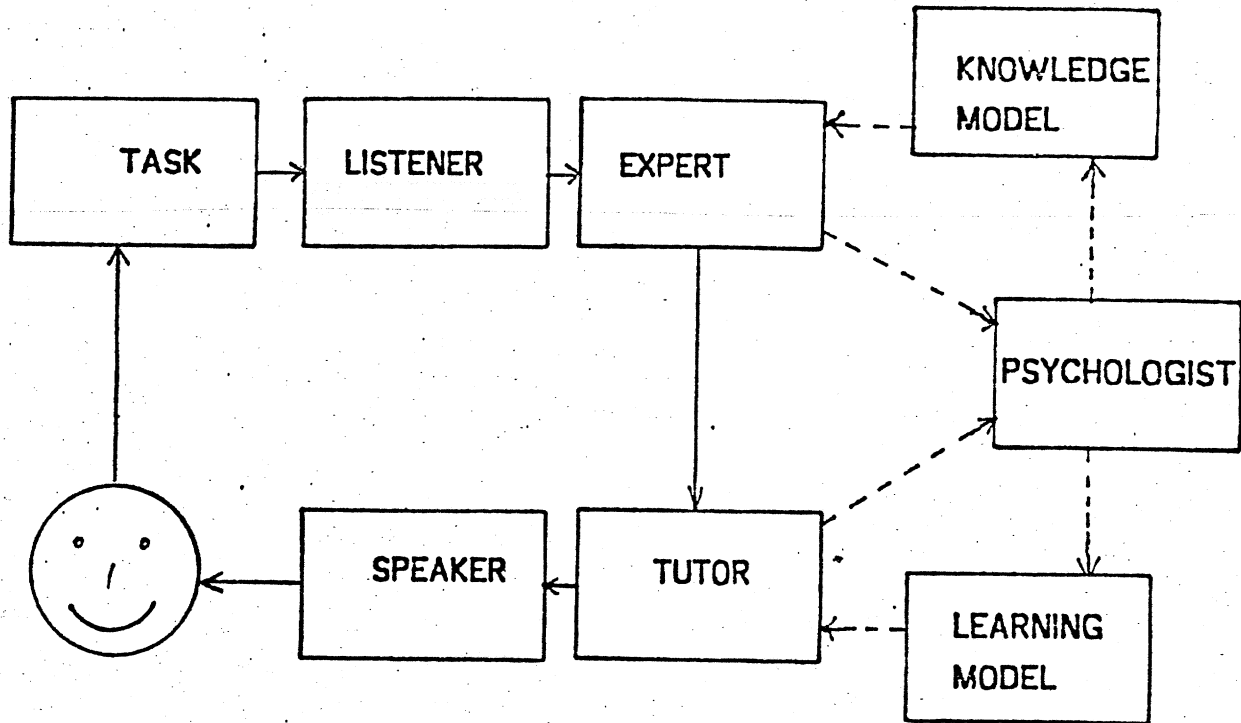 KNOWLEDGE
MODEL
TASK
LISTENER
EXPERT
PSYCHOLOGIST
SPEAKER
TUTOR
LEARNING
MODEL